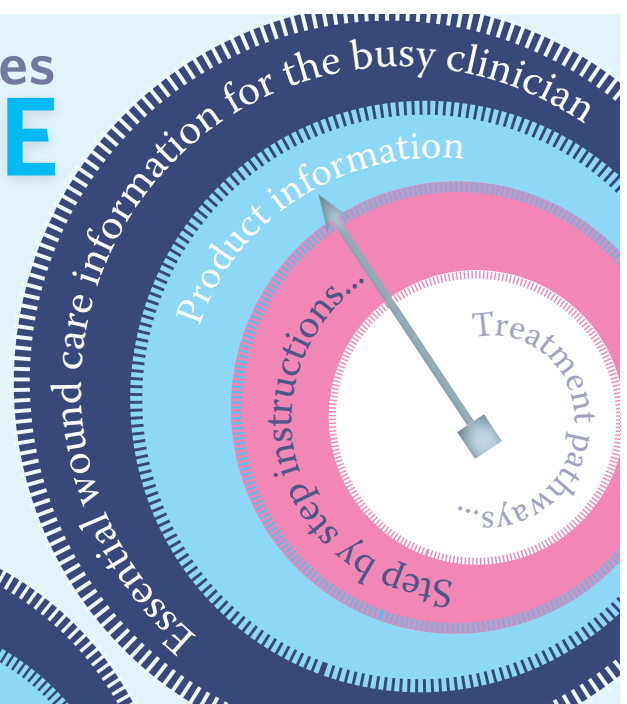 es
E
Essential wound care information for the busy clinician
Product information
Step by step instructions...
Treatment pathways...